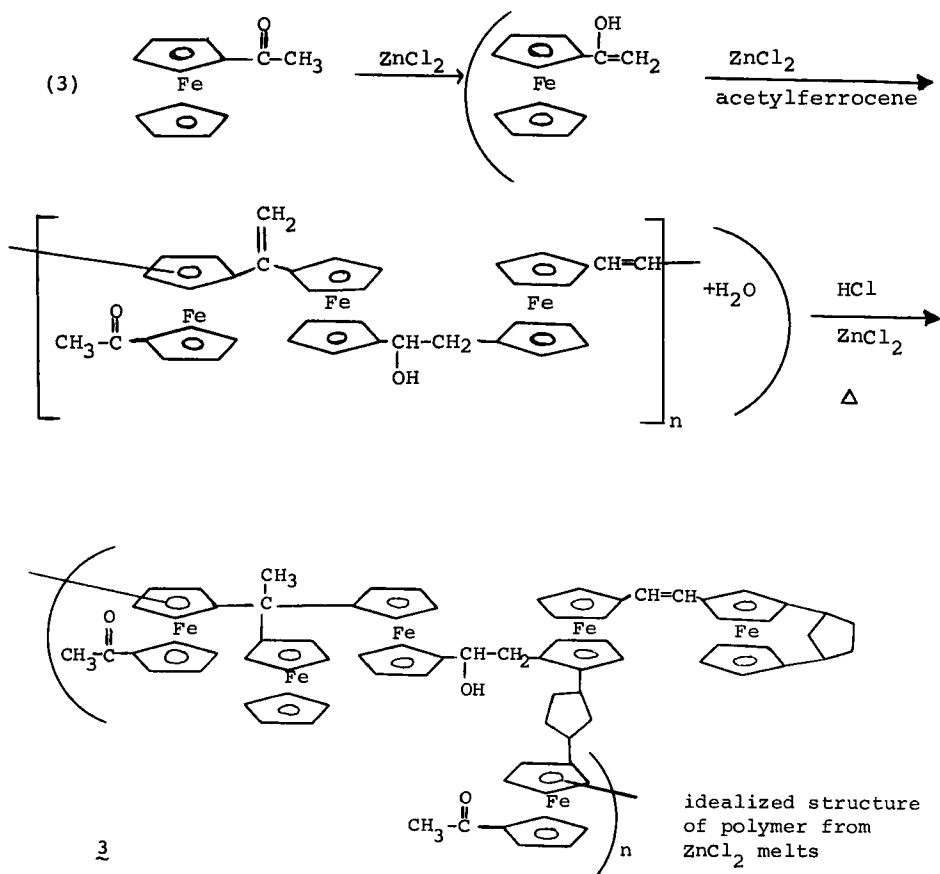 (3)
O
C-CH3
Fe
ZnCl2
OH
C=CH2
Fe
ZnCl2
acetylferrocene
CH2
C
Fe
Fe
O
CH3-C
CH-CH2
OH
Fe
CH=CH
n
+H2O
HCl
ZnCl2
△
CH3
C
Fe
O
CH3-C
Fe
Fe
CH-CH2
OH
Fe
CH=CH
Fe
Fe
O
CH3-C
n
3
idealized structure
of polymer from
ZnCl2 melts